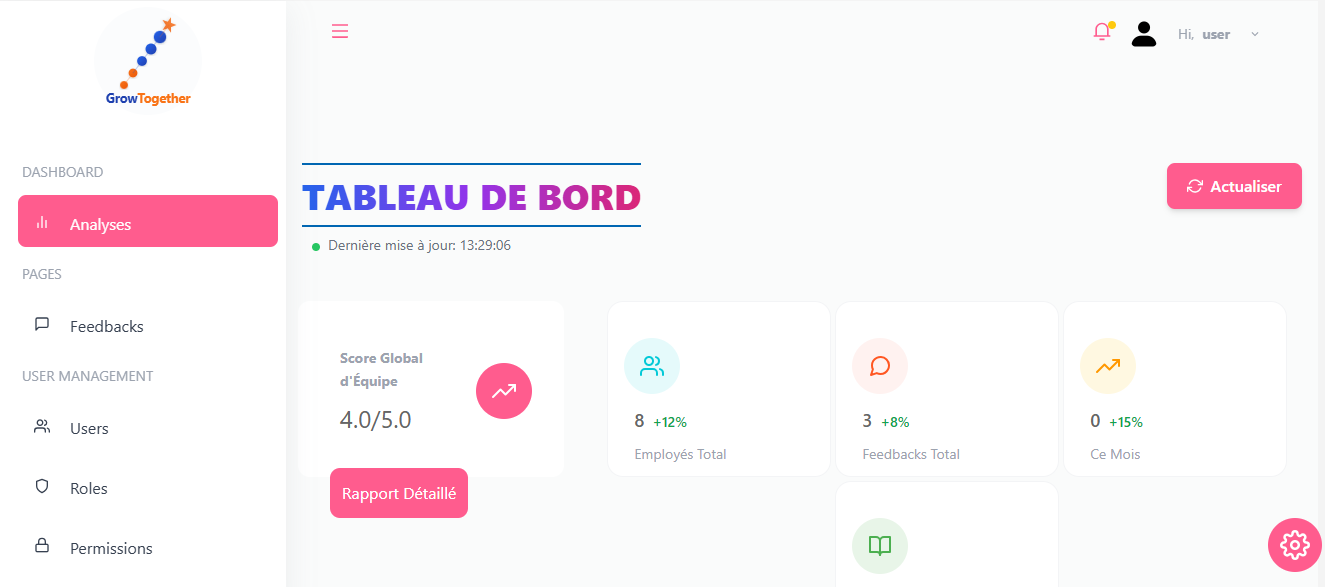 GrowTogether
Hi, user
DASHBOARD
Analyses
PAGES
Feedbacks
USER MANAGEMENT
Users
Roles
Permissions
TABLEAU DE BORD
Dernière mise à jour: 13:29:06
Actualiser
Score Global
d'Équipe
4.0/5.0
Rapport Détaillé
8 +12%
Employés Total
3 +8%
Feedbacks Total
0 +15%
Ce Mois